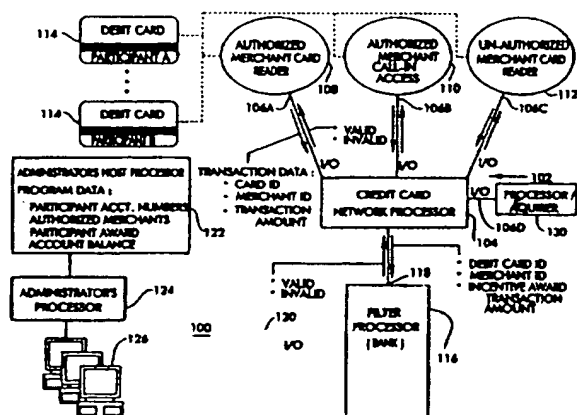 114
DEBIT CARD
PARTICIPANT A
114
DEBIT CARD
PARTICIPANT B
AUTHORIZED
MERCHANT CARD
READER
108
AUTHORIZED
MERCHANT
CALL-IN
ACCESS
110
UN-AUTHORIZED
MERCHANT CARD
READER
112
106A
106B
106C
• VALID
• INVALID
I/O
I/O
I/O
TRANSACTION DATA :
• CARD ID
• MERCHANT ID
• TRANSACTION
AMOUNT
ADMINISTRATORS HOST PROCESSOR
PROGRAM DATA :
PARTICIPANT ACCT. NUMBERS
AUTHORIZED MERCHANTS
PARTICIPANT AWARD
ACCOUNT BALANCE
122
CREDIT CARD
NETWORK PROCESSOR
102
I/O
104
106D
PROCESSOR /
AQUIRER
130
ADMINISTRATOR'S
PROCESSOR
124
126
100
• VALID
• INVALID
120
I/O
118
• DEBIT CARD ID
• MERCHANT ID
• INCENTIVE AWARD
TRANSACTION
AMOUNT
FILTER
PROCESSOR
(BANK)
116